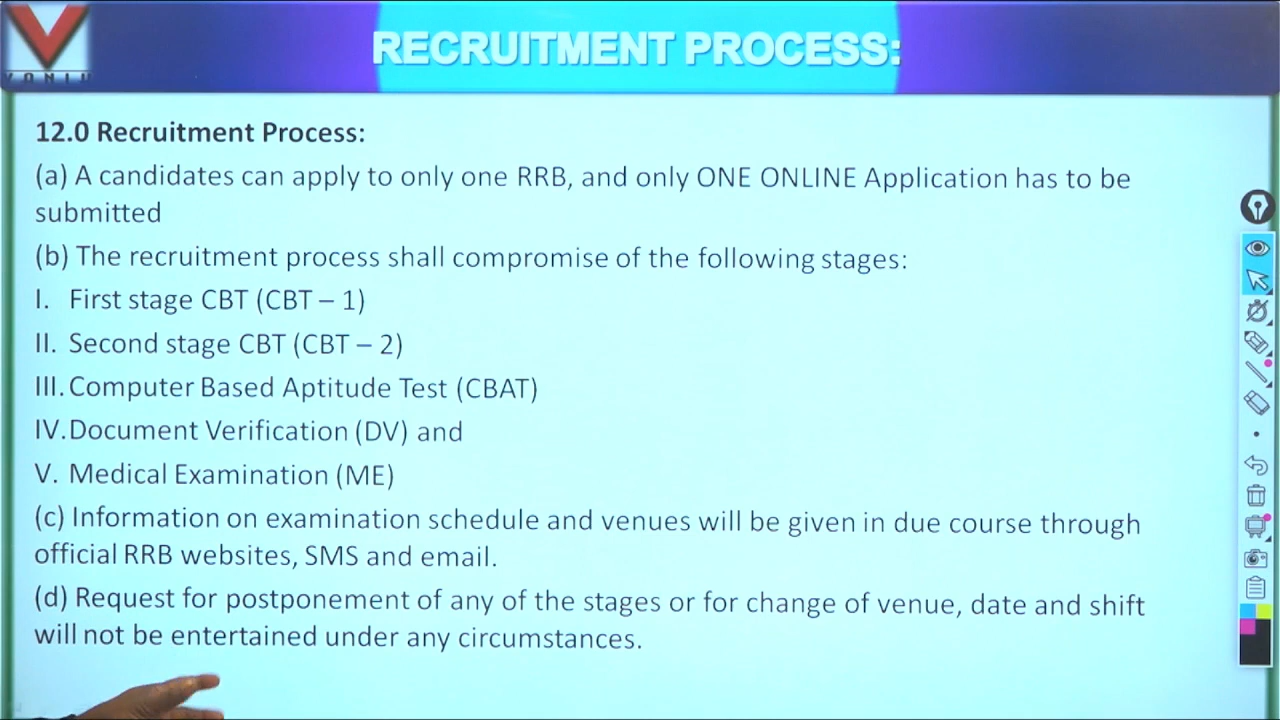 RECRUITMENT PROCESS:
12.0 Recruitment Process:
(a) A candidates can apply to only one RRB, and only ONE ONLINE Application has to be
submitted
(b) The recruitment process shall compromise of the following stages:
I. First stage CBT (CBT – 1)
II. Second stage CBT (CBT – 2)
III. Computer Based Aptitude Test (CBAT)
IV. Document Verification (DV) and
V. Medical Examination (ME)
(c) Information on examination schedule and venues will be given in due course through
official RRB websites, SMS and email.
(d) Request for postponement of any of the stages or for change of venue, date and shift
will not be entertained under any circumstances.